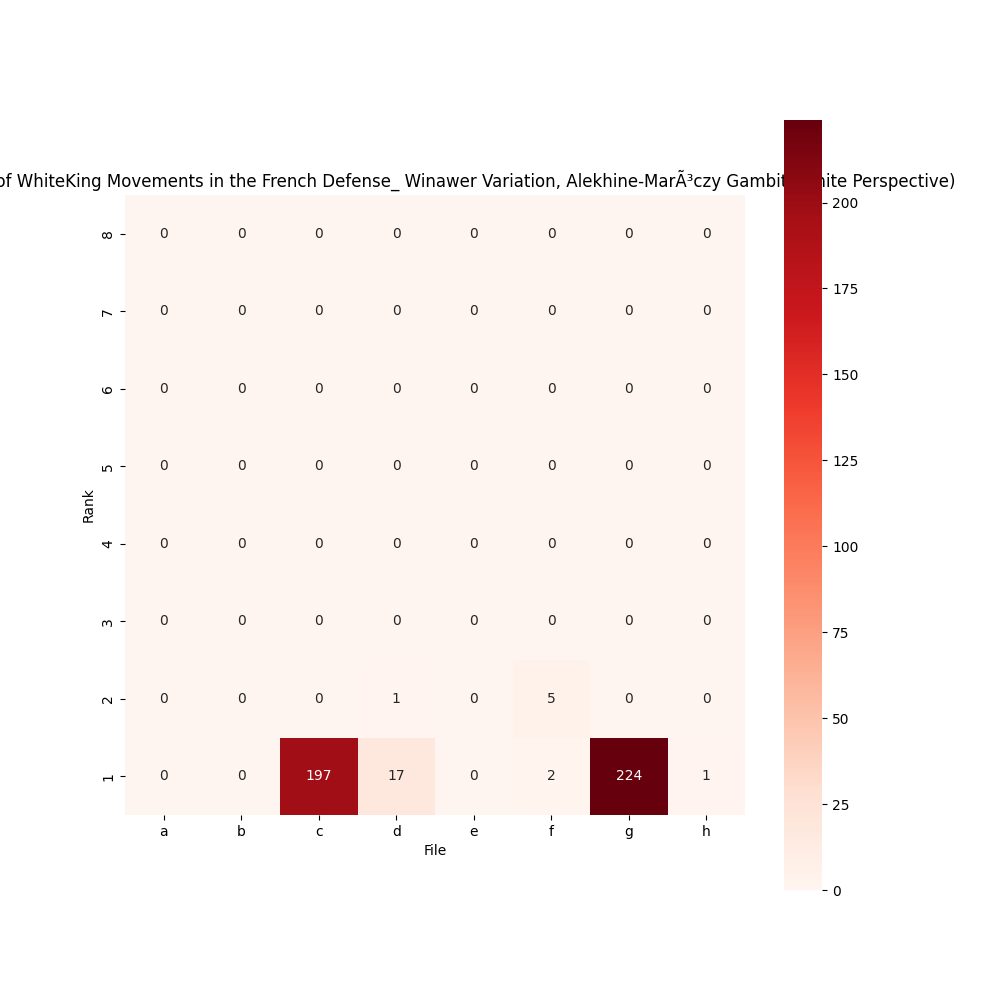 of WhiteKing Movements in the French Defense_ Winawer Variation, Alekhine-MarÃ³czy Gambit Perspective)
8 0 0 0 0 0 0 0 0
7 0 0 0 0 0 0 0 0
6 0 0 0 0 0 0 0 0
5 0 0 0 0 0 0 0 0
4 0 0 0 0 0 0 0 0
3 0 0 0 0 0 0 0 0
2 0 0 0 1 0 5 0 0
1 0 0 197 17 0 2 224 1
a b c d e f g h
File
Rank
200
175
150
125
100
75
50
25
0